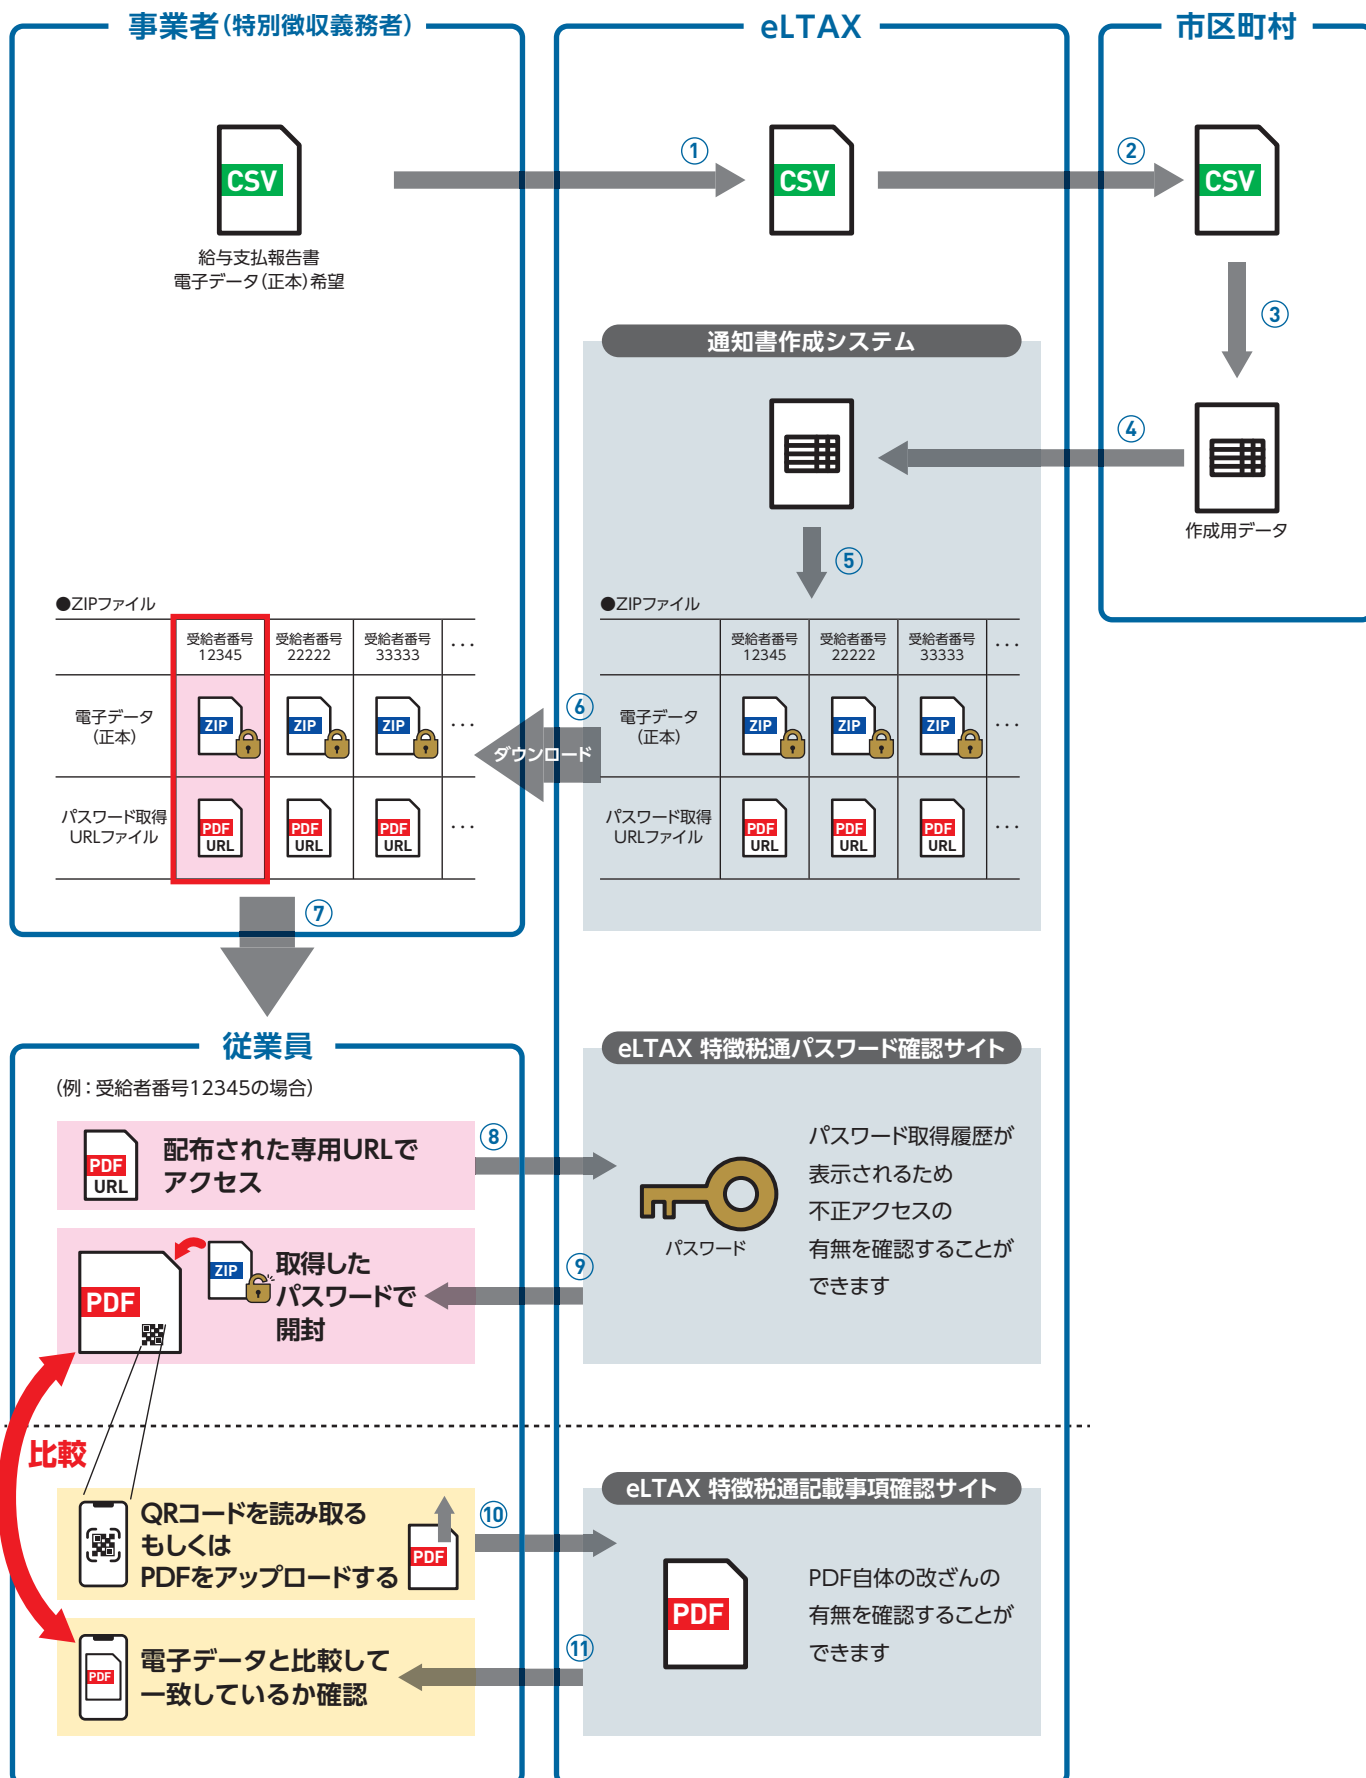 事業者(特別徴収義務者)
eLTAX
市区町村
①
②
CSV
CSV
CSV
給与支払報告書
電子データ(正本)希望
③
通知書作成システム
④
作成用データ
⑤
●ZIPファイル
受給者番号
12345
受給者番号
22222
受給者番号
33333
…
電子データ
(正本)
ZIP
ZIP
ZIP
…
パスワード取得
URLファイル
PDF
URL
PDF
URL
PDF
URL
…
⑥
ダウンロード
●ZIPファイル
受給者番号
12345
受給者番号
22222
受給者番号
33333
…
電子データ
(正本)
ZIP
ZIP
ZIP
…
パスワード取得
URLファイル
PDF
URL
PDF
URL
PDF
URL
…
⑦
従業員
(例:受給者番号12345の場合)
PDF
URL
配布された専用URLで
アクセス
⑧
eLTAX 特徴税通パスワード確認サイト
パスワード
パスワード取得履歴が
表示されるため
不正アクセスの
有無を確認することが
できます
PDF
ZIP
取得した
パスワードで
開封
⑨
比較
QRコードを読み取る
もしくは
PDFをアップロードする
PDF
⑩
eLTAX 特徴税通記載事項確認サイト
PDF
PDF自体の改ざんの
有無を確認することが
できます
PDF
電子データと比較して
一致しているか確認
⑪